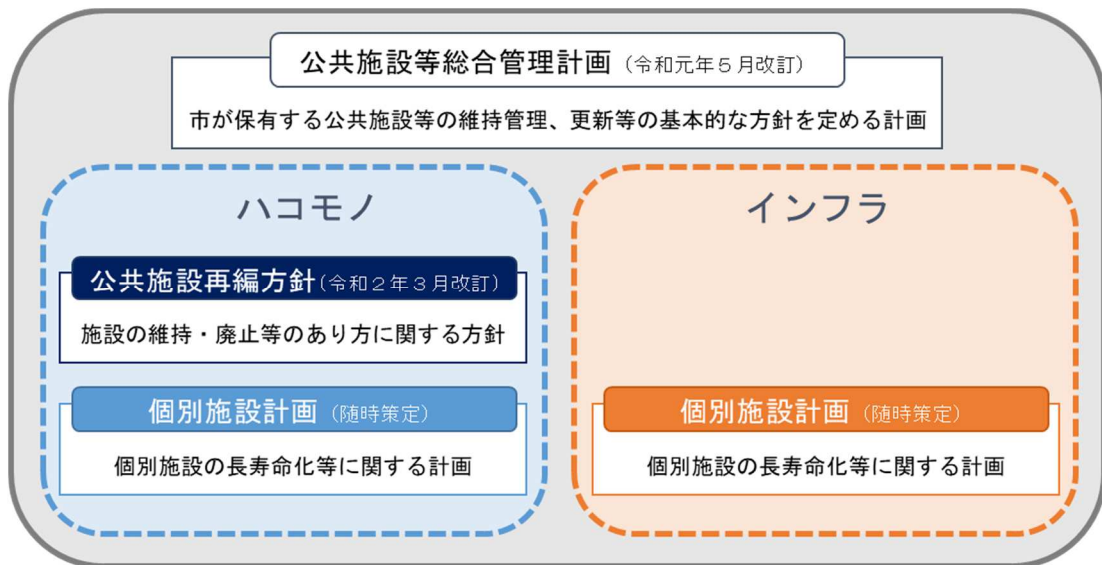 公共施設等総合管理計画（令和元年５月改訂）
市が保有する公共施設等の維持管理、更新等の基本的な方針を定める計画
ハコモノ
公共施設再編方針(令和２年３月改訂)
施設の維持・廃止等のあり方に関する方針
個別施設計画（随時策定）
個別施設の長寿命化等に関する計画
インフラ
個別施設計画（随時策定）
個別施設の長寿命化等に関する計画